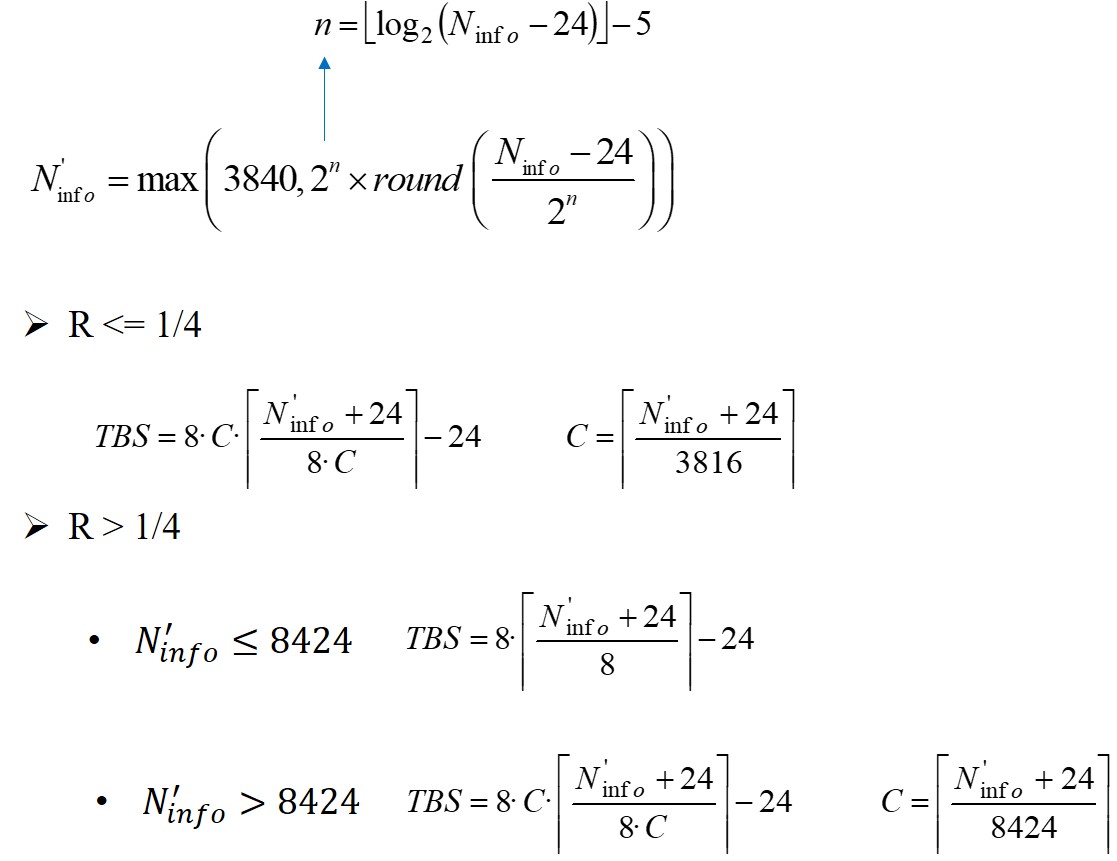 n = ⌊log₂(N_info − 24)⌋ − 5
N'_info = max(3840, 2ⁿ × round((N_info − 24) / 2ⁿ))
➢ R <= 1/4
TBS = 8· C· ⌈(N'_info + 24) / (8· C)⌉ − 24 C = ⌈(N'_info + 24) / 3816⌉
➢ R > 1/4
• N′_info ≤ 8424 TBS = 8· ⌈(N'_info + 24) / 8⌉ − 24
• N′_info > 8424 TBS = 8· C· ⌈(N'_info + 24) / (8· C)⌉ − 24 C = ⌈(N'_info + 24) / 8424⌉